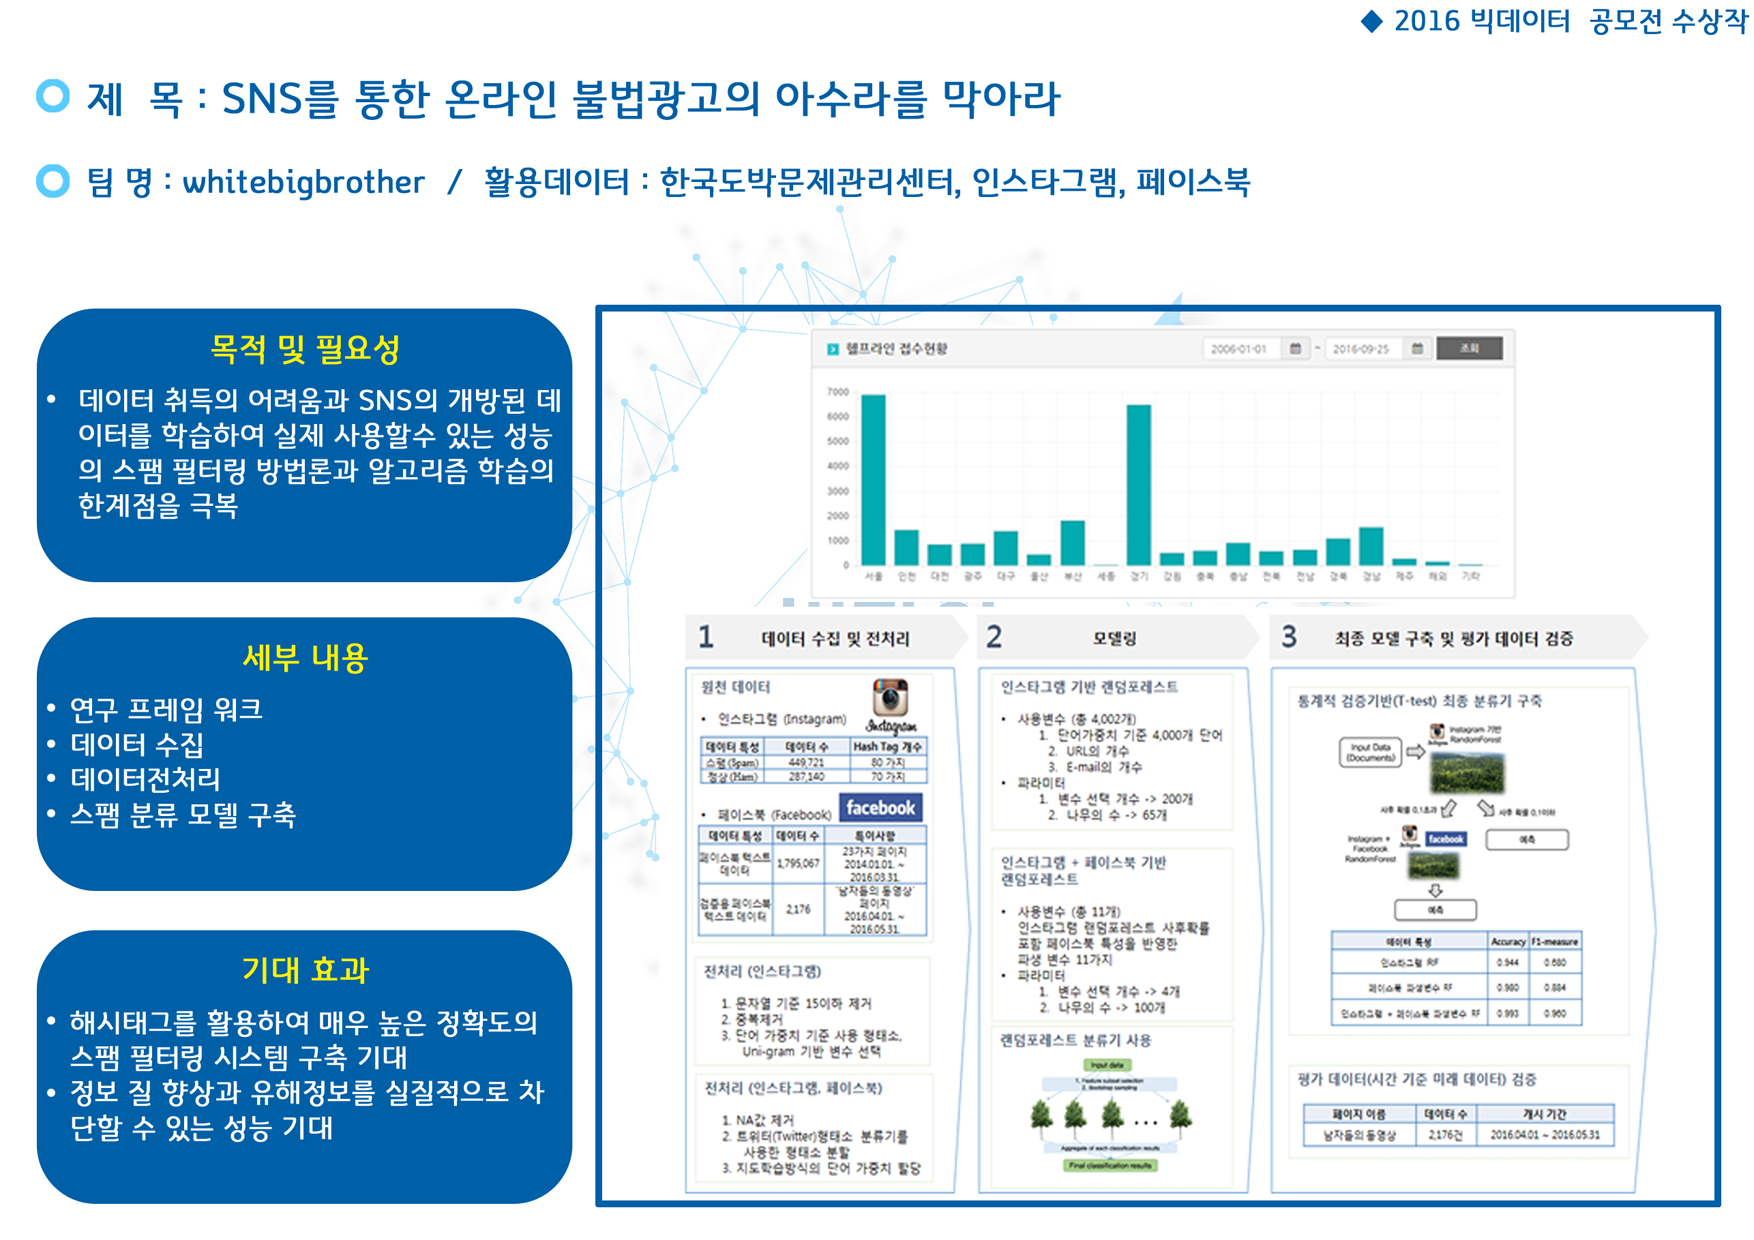 ◆ 2016 빅데이터 공모전 수상작
제 목 : SNS를 통한 온라인 불법광고의 아수라를 막아라
팀 명 : whitebigbrother / 활용데이터 : 한국도박문제관리센터, 인스타그램, 페이스북
목적 및 필요성
• 데이터 취득의 어려움과 SNS의 개방된 데
이터를 학습하여 실제 사용할수 있는 성능
의 스팸 필터링 방법론과 알고리즘 학습의
한계점을 극복
세부 내용
• 연구 프레임 워크
• 데이터 수집
• 데이터전처리
• 스팸 분류 모델 구축
기대 효과
• 해시태그를 활용하여 매우 높은 정확도의
스팸 필터링 시스템 구축 기대
• 정보 질 향상과 유해정보를 실질적으로 차
단할 수 있는 성능 기대
헬프라인 접수현황
2006-01-01 ~ 2016-09-25 조회
7000
6000
5000
4000
3000
2000
1000
0
서울 인천 대전 광주 대구 울산 부산 세종 경기 강원 충북 충남 전북 전남 경북 경남 제주 해외 기타
1 데이터 수집 및 전처리
원천 데이터
• 인스타그램 (Instagram)
Instagram
데이터 특성 데이터 수 Hash Tag 개수
스팸(Spam) 449,721 80 가지
정상(Ham) 287,140 70 가지
• 페이스북 (Facebook)
facebook
데이터 특성 데이터 수 특이사항
페이스북 텍스트 데이터 1,795,067 23가지 페이지 2014.01.01. ~ 2016.03.31.
검증용 페이스북 텍스트 데이터 2,176 '남자들의 동영상' 페이지 2016.04.01. ~ 2016.05.31.
전처리 (인스타그램)
1. 문자열 기준 15이하 제거
2. 중복제거
3. 단어 가중치 기준 사용 형태소,
Uni-gram 기반 변수 선택
전처리 (인스타그램, 페이스북)
1. NA값 제거
2. 트위터(Twitter)형태소 분류기를
사용한 형태소 분할
3. 지도학습방식의 단어 가중치 할당
2 모델링
인스타그램 기반 랜덤포레스트
• 사용변수 (총 4,002개)
1. 단어가중치 기준 4,000개 단어
2. URL의 개수
3. E-mail의 개수
• 파라미터
1. 변수 선택 개수 -> 200개
2. 나무의 수 -> 65개
인스타그램 + 페이스북 기반
랜덤포레스트
• 사용변수 (총 11개)
인스타그램 랜덤포레스트 사후확률
포함 페이스북 특성을 반영한
파생 변수 11가지
• 파라미터
1. 변수 선택 개수 -> 4개
2. 나무의 수 -> 100개
랜덤포레스트 분류기 사용
Input data
1. Feature subset selection
2. Bootstrap sampling
Aggregate of each classification results
Final classification results
3 최종 모델 구축 및 평가 데이터 검증
통계적 검증기반(T-test) 최종 분류기 구축
Input Data
(Documents)
Instagram 기반
RandomForest
사후 확률 0.1초과
사후 확률 0.1이하
Instagram +
Facebook
RandomForest
facebook
예측
예측
데이터 특성 Accuracy F1-measure
인스타그램 RF 0.944 0.680
페이스북 파생변수 RF 0.980 0.884
인스타그램 + 페이스북 파생변수 RF 0.993 0.960
평가 데이터(시간 기준 미래 데이터) 검증
페이지 이름 데이터 수 게시 기간
남자들의 동영상 2,176건 2016.04.01 ~ 2016.05.31